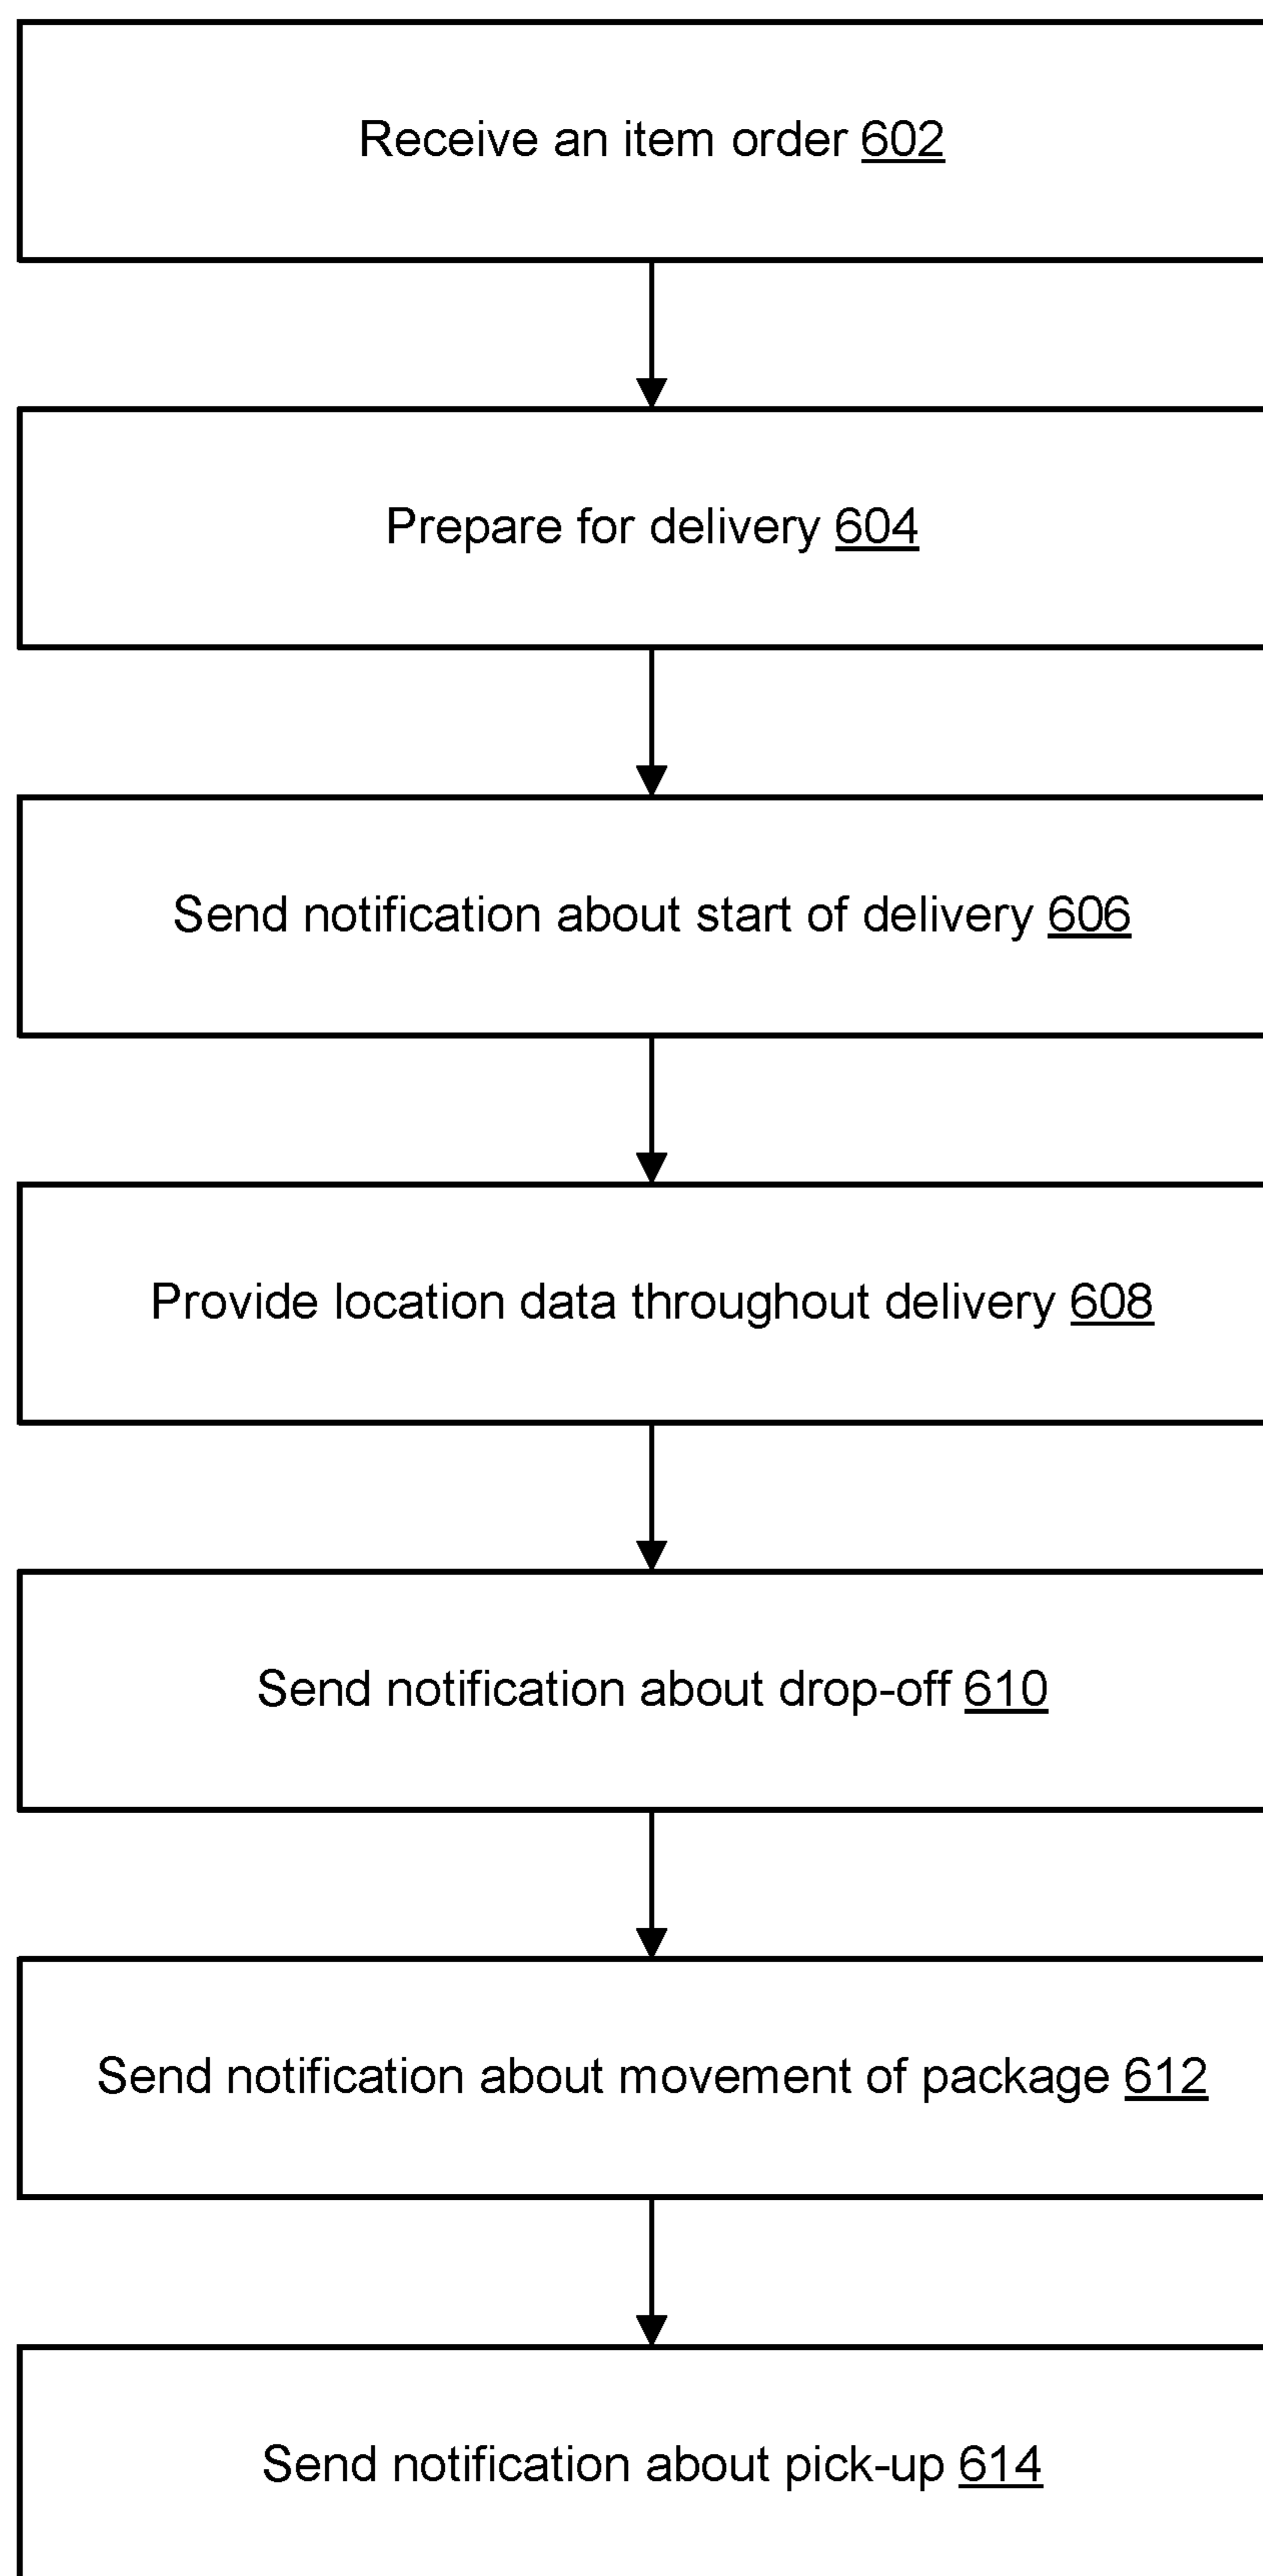 Receive an item order 602
Prepare for delivery 604
Send notification about start of delivery 606
Provide location data throughout delivery 608
Send notification about drop-off 610
Send notification about movement of package 612
Send notification about pick-up 614